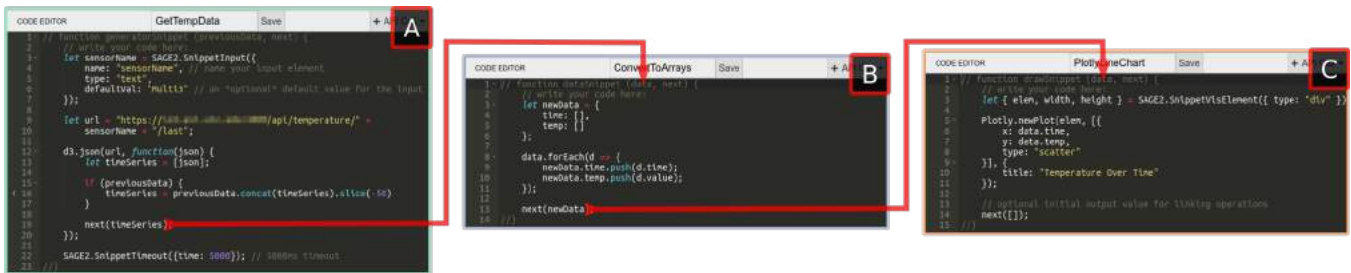 CODE EDITOR GetTempData Save + AP
A
1 // function generatorSnippet (previousData, next) {
2 // write your code here:
3 let sensorName = SAGE2.SnippetInput({
4 name: "sensorName", // name your input element
5 type: "text",
6 defaultVal: "Multi3" // an *optional* default value for the input
7 });
8
9 let url = "https:// /api/temperature/" +
10 sensorName + "/last";
11
12 d3.json(url, function(json) {
13 let timeSeries = [json];
14
15 if (previousData) {
16 timeSeries = previousData.concat(timeSeries).slice(-50)
17 }
18
19 next(timeSeries);
20 });
21
22 SAGE2.SnippetTimeout({time: 5000}); // 5000ms timeout
23 //}
CODE EDITOR ConvertToArrays Save + A
B
1 // function dataSnippet (data, next) {
2 // write your code here:
3 let newData = {
4 time: [],
5 temp: []
6 };
7
8 data.forEach(d => {
9 newData.time.push(d.time);
10 newData.temp.push(d.value);
11 });
12
13 next(newData);
14 //}
CODE EDITOR PlotlyLineChart Save + A
C
1 // function drawSnippet (data, next) {
2 // write your code here:
3 let { elem, width, height } = SAGE2.SnippetVisElement({ type: "div" })
4
5 Plotly.newPlot(elem, [{
6 x: data.time,
7 y: data.temp,
8 type: "scatter"
9 }], {
10 title: "Temperature Over Time"
11 });
12
13 // optional initial output value for linking operations
14 next([]);
15 //}